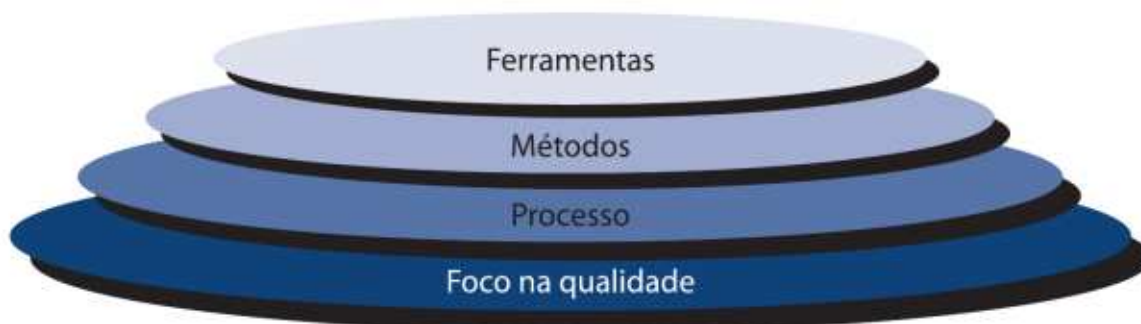 Ferramentas
Métodos
Processo
Foco na qualidade